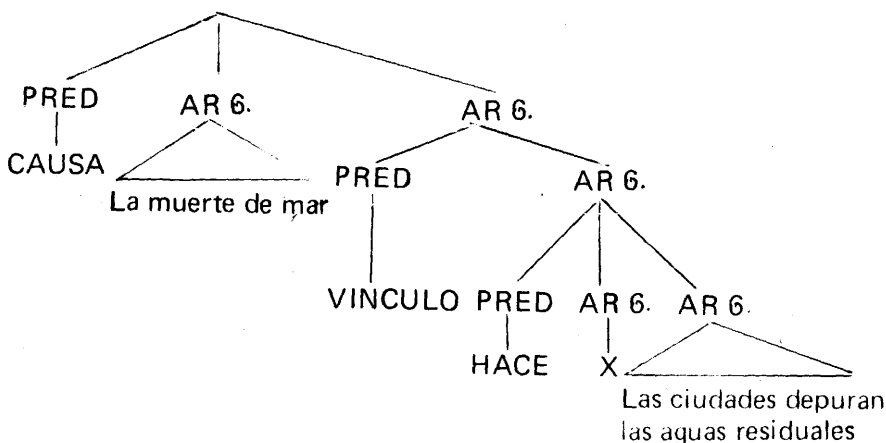 PRED AR 6. AR 6.
CAUSA PRED AR 6.
La muerte de mar
VINCULO PRED AR 6. AR 6.
HACE X
Las ciudades depuran
las aquas residuales